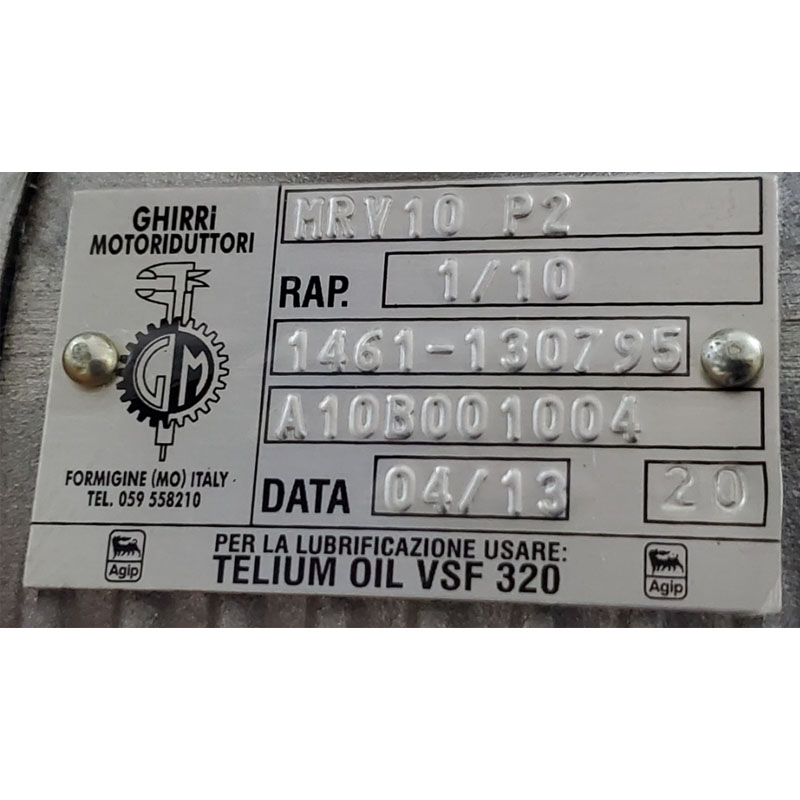 GHIRRi
MOTORIDUTTORI
GM
FORMIGINE (MO) ITALY
TEL. 059 558210
MRV10 P2
RAP. 1/10
1461-130795
A10B001004
DATA 04/13 20
PER LA LUBRIFICAZIONE USARE:
TELIUM OIL VSF 320
Agip
Agip